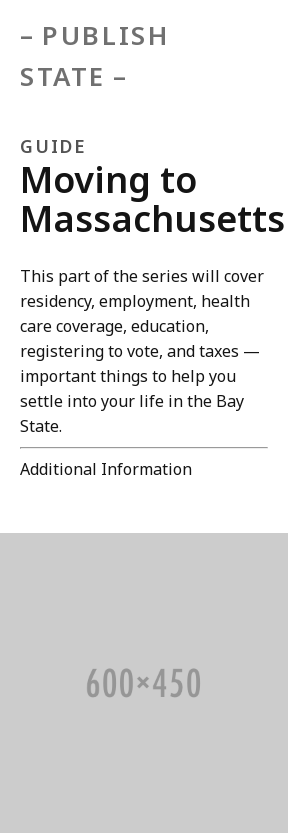 – PUBLISH
STATE –
GUIDE
Moving to
Massachusetts
This part of the series will cover
residency, employment, health
care coverage, education,
registering to vote, and taxes —
important things to help you
settle into your life in the Bay
State.
Additional Information
600×450